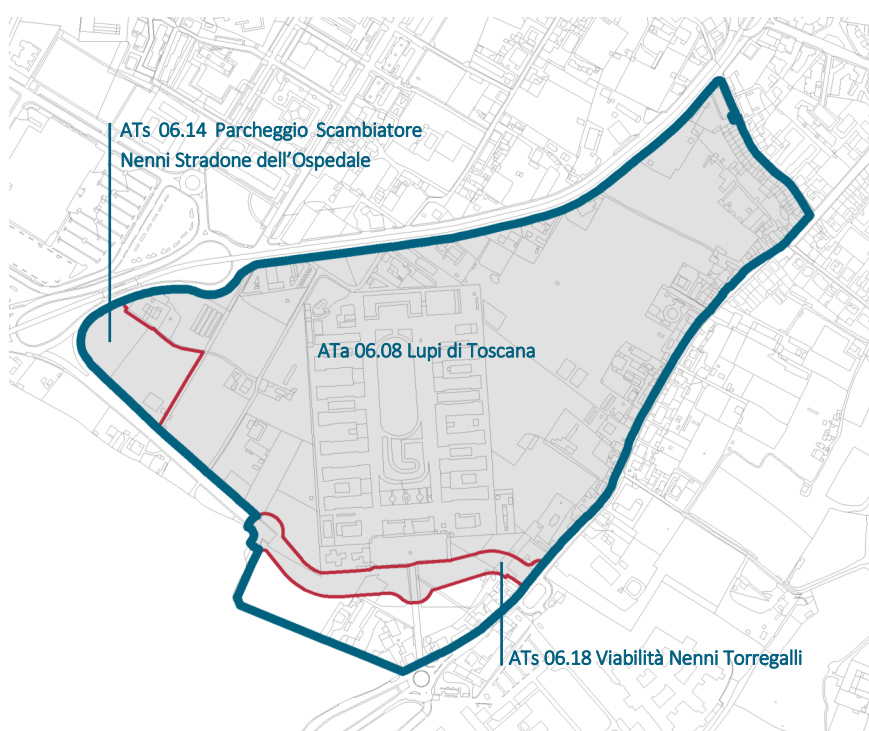 ATs 06.14 Parcheggio Scambiatore
Nenni Stradone dell'Ospedale
ATa 06.08 Lupi di Toscana
ATs 06.18 Viabilità Nenni Torregalli